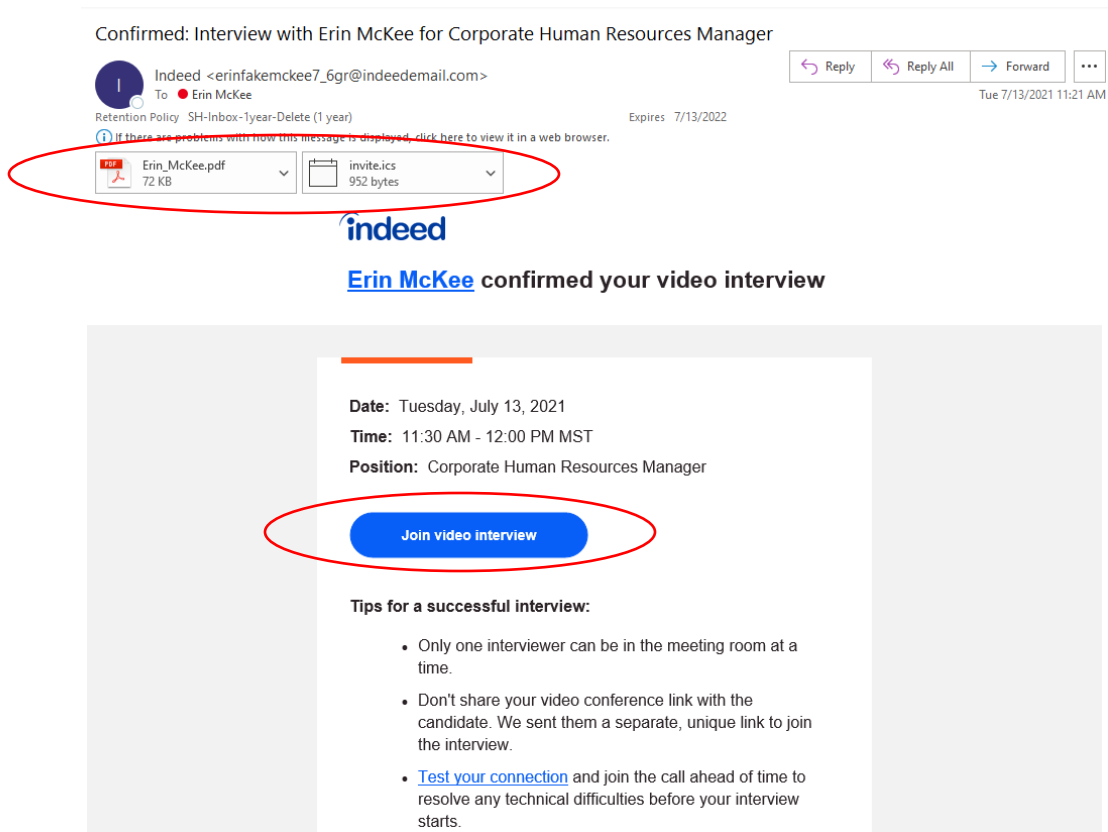 Confirmed: Interview with Erin McKee for Corporate Human Resources Manager
I
Indeed <erinfakemckee7_6gr@indeedemail.com>
To Erin McKee
Reply
Reply All
Forward
Tue 7/13/2021 11:21 AM
Retention Policy SH-Inbox-1year-Delete (1 year)
Expires 7/13/2022
If there are problems with how this message is displayed, click here to view it in a web browser.
PDF
Erin_McKee.pdf
72 KB
invite.ics
952 bytes
indeed
Erin McKee confirmed your video interview
Date: Tuesday, July 13, 2021
Time: 11:30 AM - 12:00 PM MST
Position: Corporate Human Resources Manager
Join video interview
Tips for a successful interview:
• Only one interviewer can be in the meeting room at a
time.
• Don't share your video conference link with the
candidate. We sent them a separate, unique link to join
the interview.
• Test your connection and join the call ahead of time to
resolve any technical difficulties before your interview
starts.